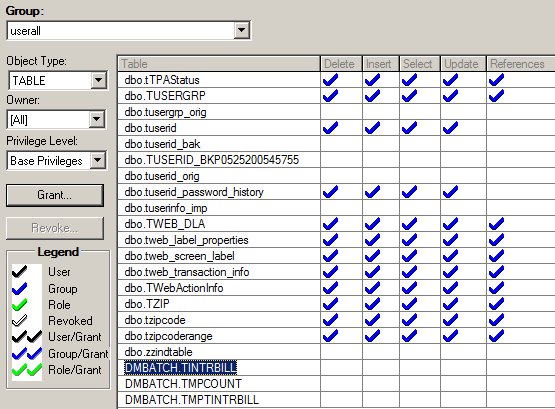 Group:
userall
Object Type:
TABLE
Owner:
[All]
Privilege Level:
Base Privileges
Grant...
Revoke...
Legend
User
Group
Role
Revoked
User/Grant
Group/Grant
Role/Grant
Table Delete Insert Select Update References
dbo.tTPAStatus
dbo.TUSERGRP
dbo.usergrp_orig
dbo.tuserid
dbo.tuserid_bak
dbo.TUSERID_BKP0525200545755
dbo.tuserid_orig
dbo.tuserid_password_history
dbo.tuserinfo_imp
dbo.TWEB_DLA
dbo.tweb_label_properties
dbo.tweb_screen_label
dbo.tweb_transaction_info
dbo.TWebActionInfo
dbo.TZIP
dbo.tzipcode
dbo.tzipcoderange
dbo.zzindtable
DMBATCH.TINTRBILL
DMBATCH.TMPCOUNT
DMBATCH.TMPTINTRBILL